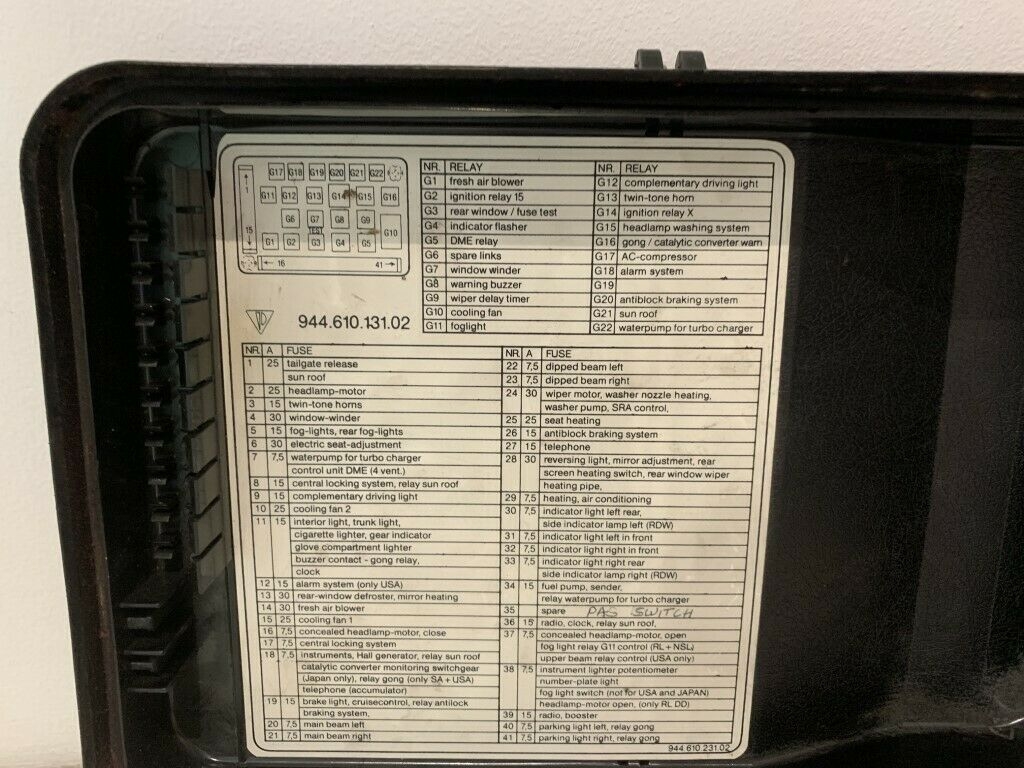 G17 G18 G19 G20 G21 G22
G11 G12 G13 G14 G15 G16
G6 G7 G8 G9 G10
TEST
G1 G2 G3 G4 G5
1
15
16 41
944.610.131.02
NR. RELAY
G1 fresh air blower
G2 ignition relay 15
G3 rear window / fuse test
G4 indicator flasher
G5 DME relay
G6 spare links
G7 window winder
G8 warning buzzer
G9 wiper delay timer
G10 cooling fan
G11 foglight
NR. RELAY
G12 complementary driving light
G13 twin-tone horn
G14 ignition relay X
G15 headlamp washing system
G16 gong / catalytic converter warn
G17 AC-compressor
G18 alarm system
G19
G20 antiblock braking system
G21 sun roof
G22 waterpump for turbo charger
NR. A FUSE
1 25 tailgate release
sun roof
2 25 headlamp-motor
3 15 twin-tone horns
4 30 window-winder
5 15 fog-lights, rear fog-lights
6 30 electric seat-adjustment
7 7,5 waterpump for turbo charger
control unit DME (4 vent.)
8 15 central locking system, relay sun roof
9 15 complementary driving light
10 25 cooling fan 2
11 15 interior light, trunk light,
cigarette lighter, gear indicator
glove compartment lighter
buzzer contact - gong relay,
clock
12 15 alarm system (only USA)
13 30 rear-window defroster, mirror heating
14 30 fresh air blower
15 25 cooling fan 1
16 7,5 concealed headlamp-motor, close
17 7,5 central locking system
18 7,5 instruments, Hall generator, relay sun roof
catalytic converter monitoring switchgear
(Japan only), relay gong (only SA + USA)
telephone (accumulator)
19 15 brake light, cruisecontrol, relay antilock
braking system,
20 7,5 main beam left
21 7,5 main beam right
NR. A FUSE
22 7,5 dipped beam left
23 7,5 dipped beam right
24 30 wiper motor, washer nozzle heating,
washer pump, SRA control,
25 25 seat heating
26 15 antiblock braking system
27 15 telephone
28 30 reversing light, mirror adjustment, rear
screen heating switch, rear window wiper
heating pipe,
29 7,5 heating, air conditioning
30 7,5 indicator light left rear,
side indicator lamp left (RDW)
31 7,5 indicator light left in front
32 7,5 indicator light right in front
33 7,5 indicator light right rear
side indicator lamp right (RDW)
34 15 fuel pump, sender,
relay waterpump for turbo charger
35 spare PAS SWITCH
36 15 radio, clock, relay sun roof,
37 7,5 concealed headlamp-motor, open
fog light relay G11 control (RL + NSL)
upper beam relay control (USA only)
38 7,5 instrument lighter potentiometer
number-plate light
fog light switch (not for USA and JAPAN)
headlamp-motor open, (only RL DD)
39 15 radio, booster
40 7,5 parking light left, relay gong
41 7,5 parking light right, relay gong
944.610.231.02